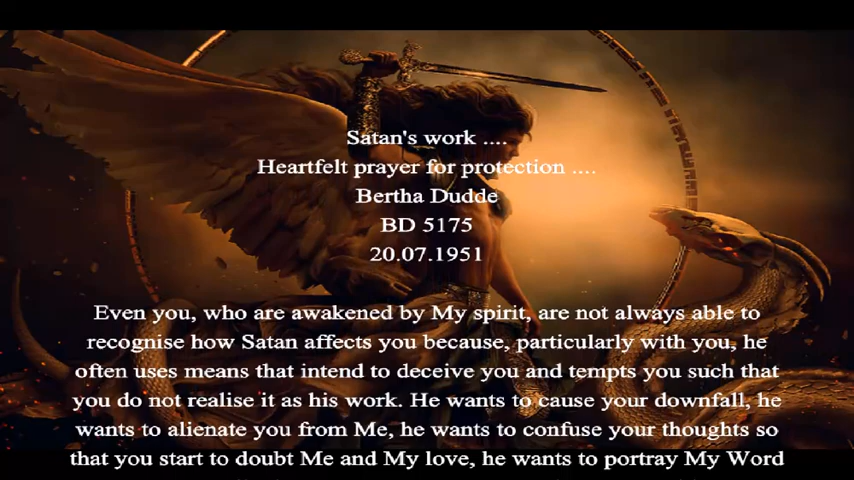 Satan's work ....
Heartfelt prayer for protection ....
Bertha Dudde
BD 5175
20.07.1951
Even you, who are awakened by My spirit, are not always able to
recognise how Satan affects you because, particularly with you, he
often uses means that intend to deceive you and tempts you such that
you do not realise it as his work. He wants to cause your downfall, he
wants to alienate you from Me, he wants to confuse your thoughts so
that you start to doubt Me and My love, he wants to portray My Word